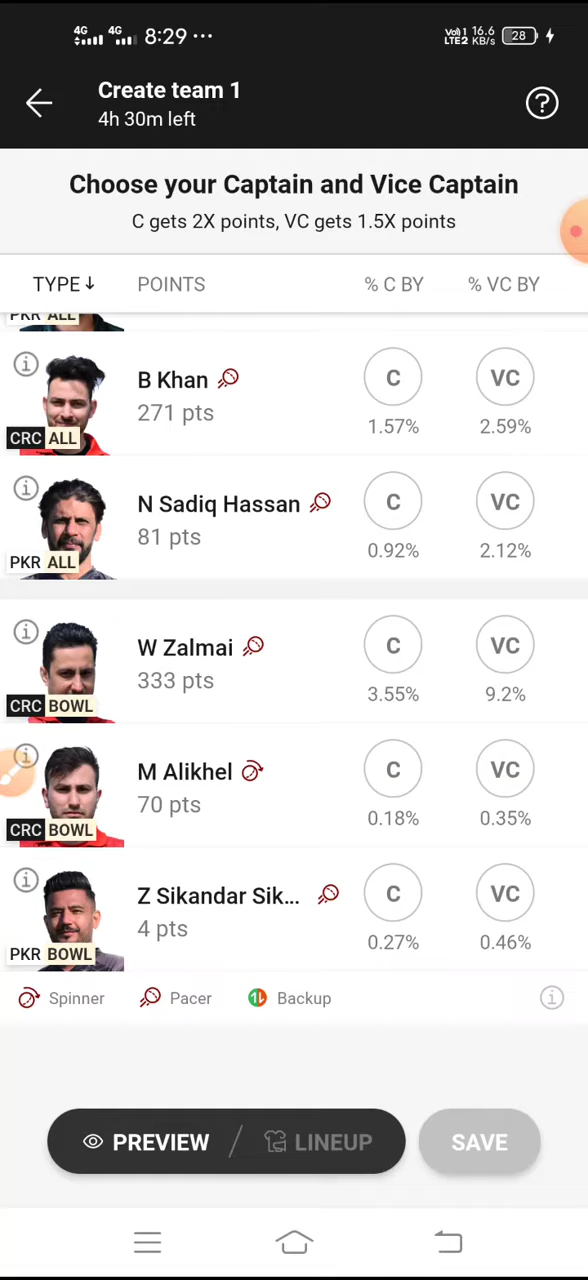 4G 4G 8:29 ••• Vo)) 1 LTE2 16.6 KB/s 28
Create team 1
4h 30m left
Choose your Captain and Vice Captain
C gets 2X points, VC gets 1.5X points
TYPE↓ POINTS % C BY % VC BY
PKR ALL
B Khan C VC
271 pts
1.57% 2.59%
CRC ALL
N Sadiq Hassan C VC
81 pts
0.92% 2.12%
PKR ALL
W Zalmai C VC
333 pts
3.55% 9.2%
CRC BOWL
M Alikhel C VC
70 pts
0.18% 0.35%
CRC BOWL
Z Sikandar Sik... C VC
4 pts
0.27% 0.46%
PKR BOWL
Spinner Pacer Backup
PREVIEW / LINEUP SAVE